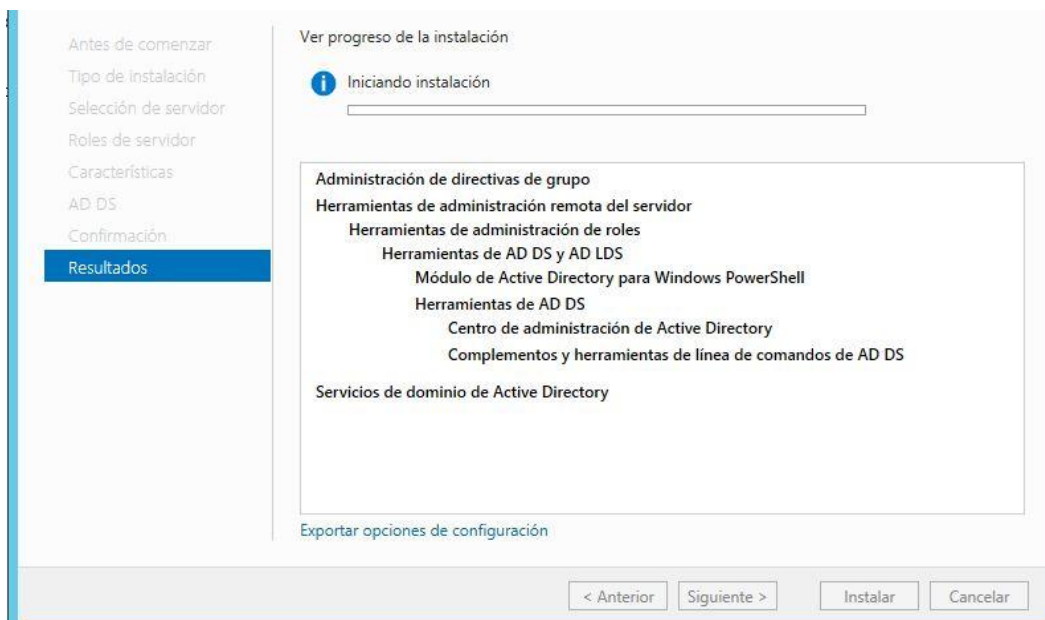 Antes de comenzar
Tipo de instalación
Selección de servidor
Roles de servidor
Características
AD DS
Confirmación
Resultados
Ver progreso de la instalación
Iniciando instalación
Administración de directivas de grupo
Herramientas de administración remota del servidor
Herramientas de administración de roles
Herramientas de AD DS y AD LDS
Módulo de Active Directory para Windows PowerShell
Herramientas de AD DS
Centro de administración de Active Directory
Complementos y herramientas de línea de comandos de AD DS
Servicios de dominio de Active Directory
Exportar opciones de configuración
< Anterior
Siguiente >
Instalar
Cancelar